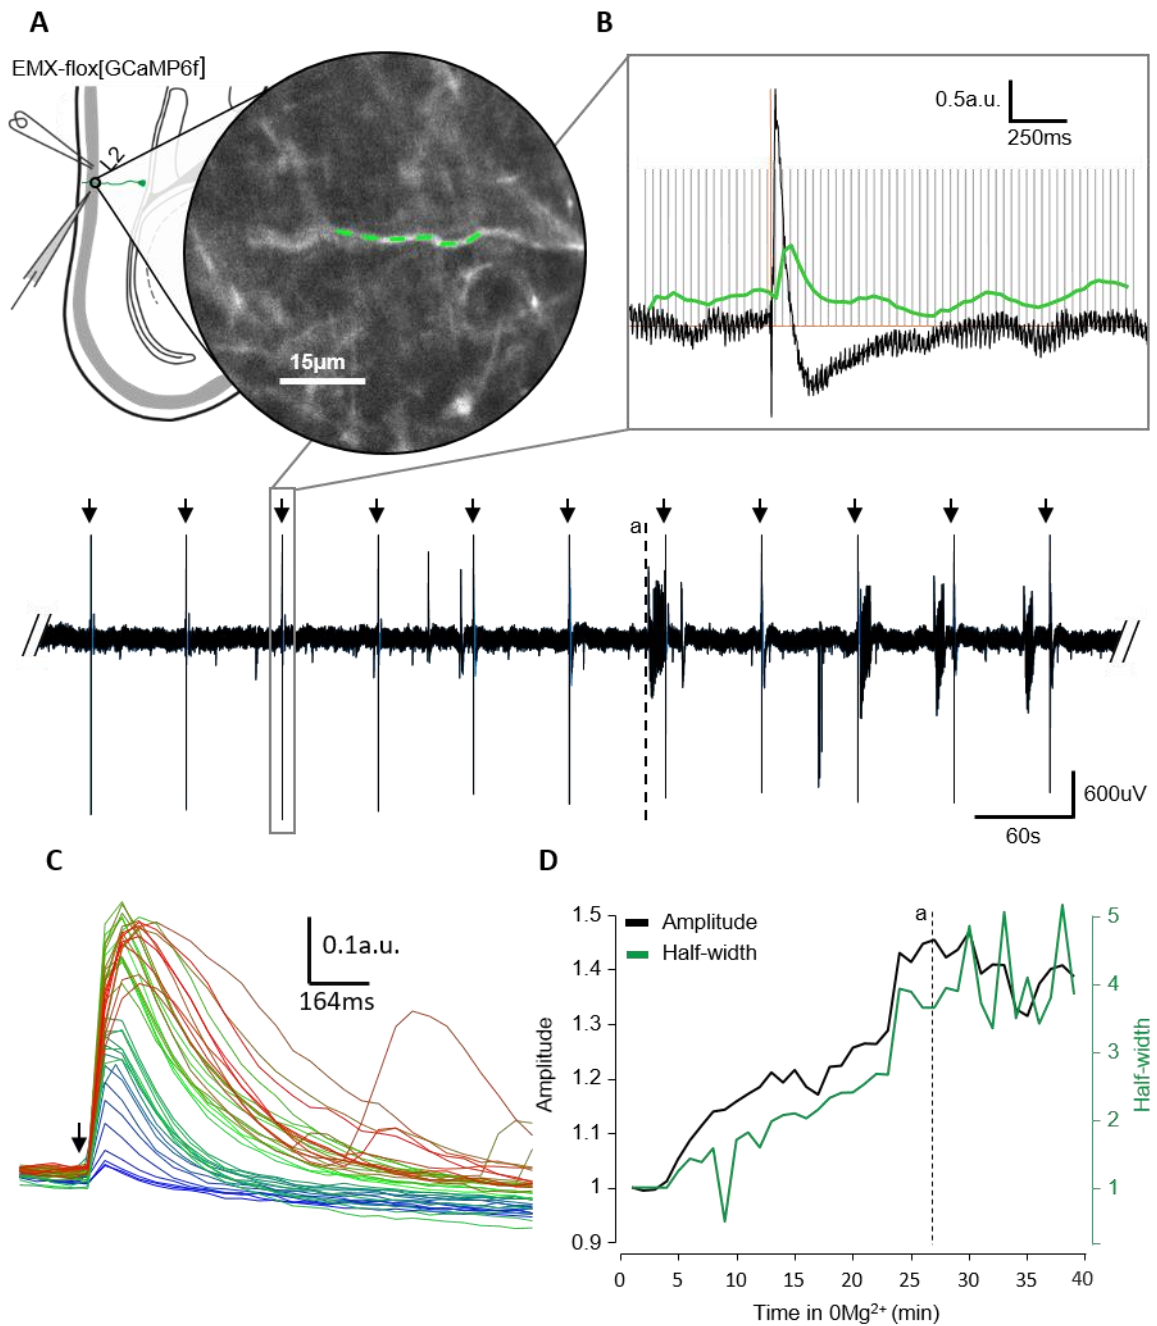 A
B
EMX-flox[GCaMP6f]
L2
15µm
0.5a.u.
250ms
a
600uV
60s
C
D
0.1a.u.
164ms
a
Amplitude
Half-width
1.5
1.4
1.3
1.2
1.1
1
0.9
Amplitude
5
4
3
2
1
Half-width
0 5 10 15 20 25 30 35 40
Time in 0Mg²⁺ (min)